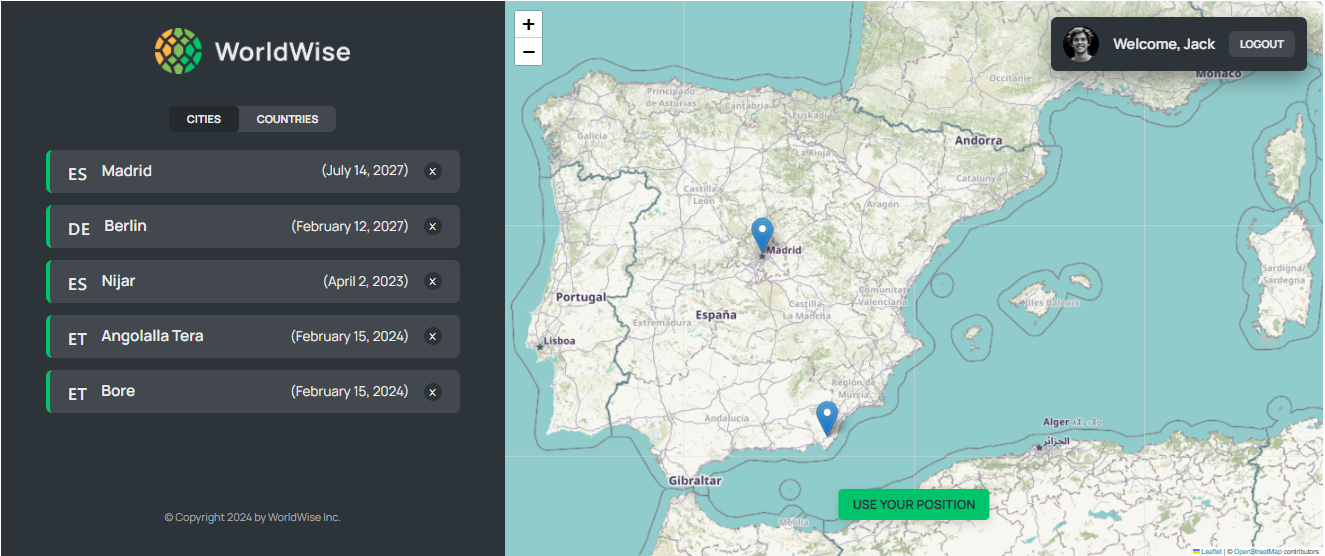 WorldWise
CITIES COUNTRIES
ES Madrid (July 14, 2027) x
DE Berlin (February 12, 2027) x
ES Nijar (April 2, 2023) x
ET Angolalla Tera (February 15, 2024) x
ET Bore (February 15, 2024) x
© Copyright 2024 by WorldWise Inc.
+
−
Welcome, Jack LOGOUT
Monaco
Occitanie
Principado
de Asturias
Cantabria
Euskadi
Galicia
Andorra
La Rioja
Catalunya
Castilla y
León
Aragón
Madrid
Sardigna/
Sardegna
Portugal
Comunitat
Valenciana
Castilla-
La Mancha
Illes Balears
España
Extremadura
Lisboa
Región de
Murcia
Andalucía
Alger
الجزائر
Gibraltar
USE YOUR POSITION
Melilla
Leaflet | © OpenStreetMap contributors